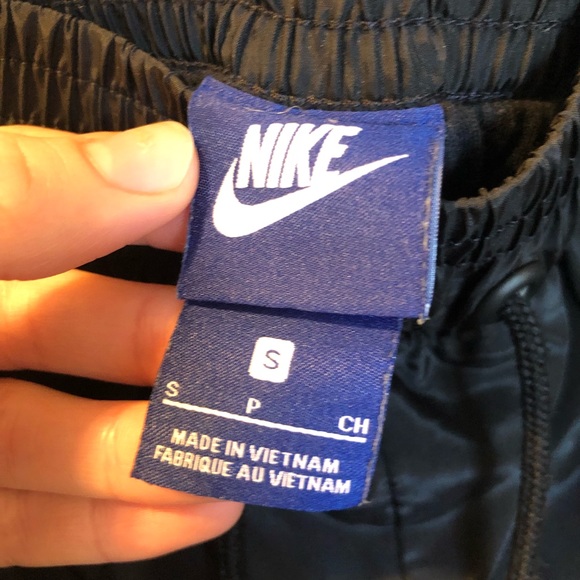 NIKE
S
S P CH
MADE IN VIETNAM
FABRIQUE AU VIETNAM